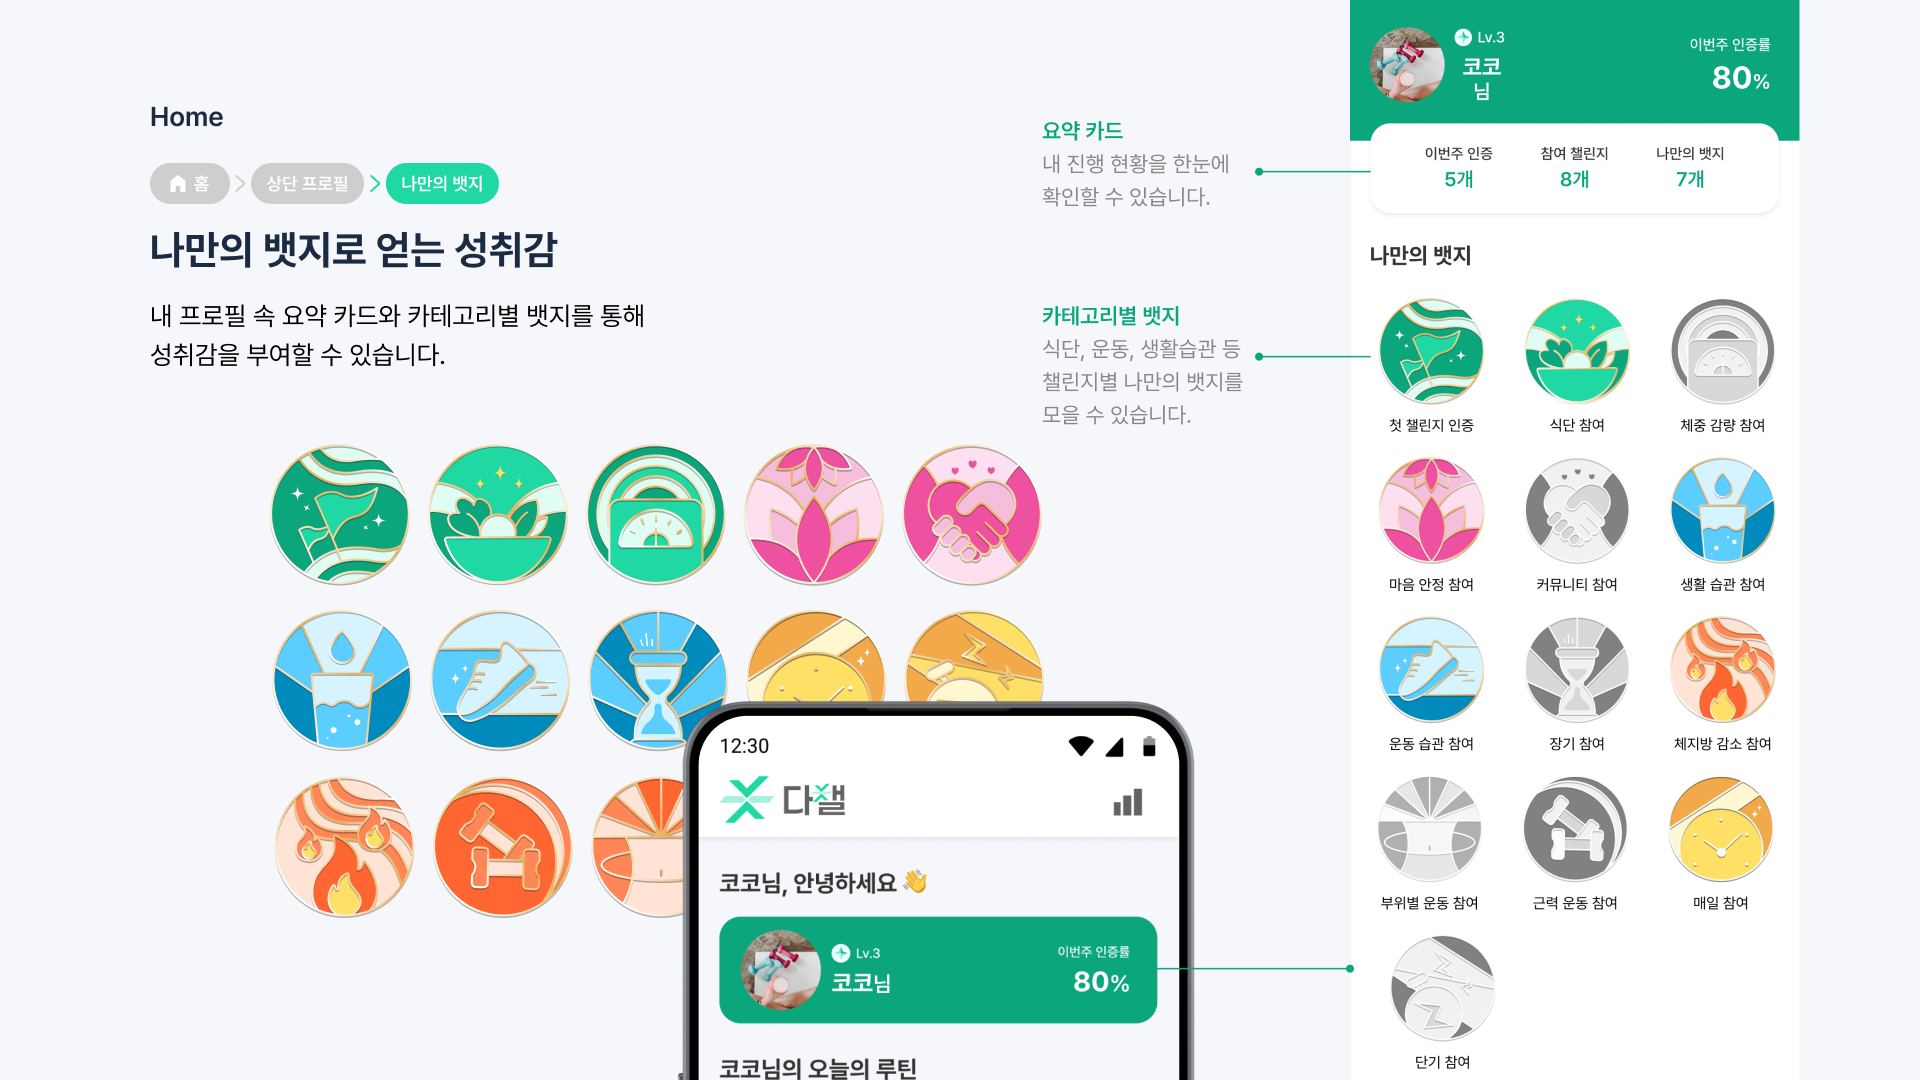 Home
홈
상단 프로필
나만의 뱃지
나만의 뱃지로 얻는 성취감
내 프로필 속 요약 카드와 카테고리별 뱃지를 통해
성취감을 부여할 수 있습니다.
요약 카드
내 진행 현황을 한눈에
확인할 수 있습니다.
카테고리별 뱃지
식단, 운동, 생활습관 등
챌린지별 나만의 뱃지를
모을 수 있습니다.
12:30
다챌
코코님, 안녕하세요 👋
Lv.3
코코님
이번주 인증률
80%
코코님의 오늘의 루틴
Lv.3
코코
님
이번주 인증률
80%
이번주 인증
5개
참여 챌린지
8개
나만의 뱃지
7개
나만의 뱃지
첫 챌린지 인증
식단 참여
체중 감량 참여
마음 안정 참여
커뮤니티 참여
생활 습관 참여
운동 습관 참여
장기 참여
체지방 감소 참여
부위별 운동 참여
근력 운동 참여
매일 참여
단기 참여